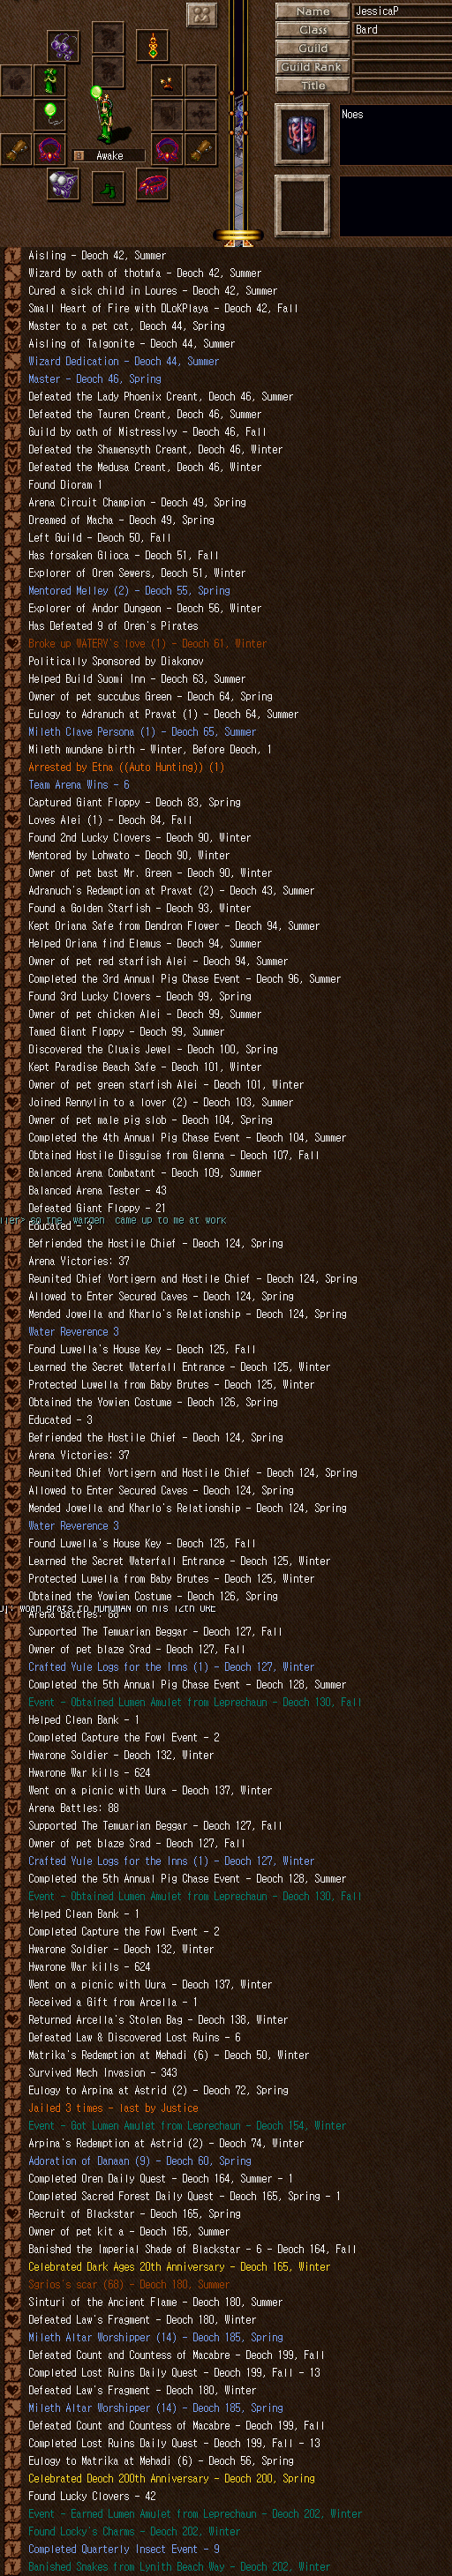 Name JessicaP
Class Bard
Guild
Guild Rank
Title
Noes
Awake
Aisling - Deoch 42, Summer
Wizard by oath of thotmfa - Deoch 42, Summer
Cured a sick child in Loures - Deoch 42, Summer
Small Heart of Fire with DLoKPlaya - Deoch 42, Fall
Master to a pet cat, Deoch 44, Spring
Aisling of Talgonite - Deoch 44, Summer
Wizard Dedication - Deoch 44, Summer
Master - Deoch 46, Spring
Defeated the Lady Phoenix Creant, Deoch 46, Summer
Defeated the Tauren Creant, Deoch 46, Summer
Guild by oath of MistressIvy - Deoch 46, Fall
Defeated the Shamensyth Creant, Deoch 46, Winter
Defeated the Medusa Creant, Deoch 46, Winter
Found Dioram 1
Arena Circuit Champion - Deoch 49, Spring
Dreamed of Macha - Deoch 49, Spring
Left Guild - Deoch 50, Fall
Has forsaken Glioca - Deoch 51, Fall
Explorer of Oren Sewers, Deoch 51, Winter
Mentored Melley (2) - Deoch 55, Spring
Explorer of Andor Dungeon - Deoch 56, Winter
Has Defeated 9 of Oren's Pirates
Broke up WATERV's love (1) - Deoch 61, Winter
Politically Sponsored by Diakonov
Helped Build Suomi Inn - Deoch 63, Summer
Owner of pet succubus Green - Deoch 64, Spring
Eulogy to Adranuch at Pravat (1) - Deoch 64, Summer
Mileth Clave Persona (1) - Deoch 65, Summer
Mileth mundane birth - Winter, Before Deoch, 1
Arrested by Etna ((Auto Hunting)) (1)
Team Arena Wins - 6
Captured Giant Floppy - Deoch 83, Spring
Loves Alei (1) - Deoch 84, Fall
Found 2nd Lucky Clovers - Deoch 90, Winter
Mentored by Lohwato - Deoch 90, Winter
Owner of pet bast Mr. Green - Deoch 90, Winter
Adranuch's Redemption at Pravat (2) - Deoch 43, Summer
Found a Golden Starfish - Deoch 93, Winter
Kept Oriana Safe from Dendron Flower - Deoch 94, Summer
Helped Oriana find Elemus - Deoch 94, Summer
Owner of pet red starfish Alei - Deoch 94, Summer
Completed the 3rd Annual Pig Chase Event - Deoch 96, Summer
Found 3rd Lucky Clovers - Deoch 99, Spring
Owner of pet chicken Alei - Deoch 99, Summer
Tamed Giant Floppy - Deoch 99, Summer
Discovered the Cluais Jewel - Deoch 100, Spring
Kept Paradise Beach Safe - Deoch 101, Winter
Owner of pet green starfish Alei - Deoch 101, Winter
Joined Rennylin to a lover (2) - Deoch 103, Summer
Owner of pet male pig slob - Deoch 104, Spring
Completed the 4th Annual Pig Chase Event - Deoch 104, Summer
Obtained Hostile Disguise from Glenna - Deoch 107, Fall
Balanced Arena Combatant - Deoch 109, Summer
Balanced Arena Tester - 43
Defeated Giant Floppy - 21
so the came up to me at work
Educated - 3
Befriended the Hostile Chief - Deoch 124, Spring
Arena Victories: 37
Reunited Chief Vortigern and Hostile Chief - Deoch 124, Spring
Allowed to Enter Secured Caves - Deoch 124, Spring
Mended Jowella and Kharlo's Relationship - Deoch 124, Spring
Water Reverence 3
Found Luwella's House Key - Deoch 125, Fall
Learned the Secret Waterfall Entrance - Deoch 125, Winter
Protected Luwella from Baby Brutes - Deoch 125, Winter
Obtained the Yowien Costume - Deoch 126, Spring
Educated - 3
Befriended the Hostile Chief - Deoch 124, Spring
Arena Victories: 37
Reunited Chief Vortigern and Hostile Chief - Deoch 124, Spring
Allowed to Enter Secured Caves - Deoch 124, Spring
Mended Jowella and Kharlo's Relationship - Deoch 124, Spring
Water Reverence 3
Found Luwella's House Key - Deoch 125, Fall
Learned the Secret Waterfall Entrance - Deoch 125, Winter
Protected Luwella from Baby Brutes - Deoch 125, Winter
Obtained the Yowien Costume - Deoch 126, Spring
woah grats to on his 12th ORE
Arena Battles: 88
Supported The Temuarian Beggar - Deoch 127, Fall
Owner of pet blaze Srad - Deoch 127, Fall
Crafted Yule Logs for the Inns (1) - Deoch 127, Winter
Completed the 5th Annual Pig Chase Event - Deoch 128, Summer
Event - Obtained Lumen Amulet from Leprechaun - Deoch 130, Fall
Helped Clean Bank - 1
Completed Capture the Fowl Event - 2
Hwarone Soldier - Deoch 132, Winter
Hwarone War kills - 624
Went on a picnic with Uura - Deoch 137, Winter
Arena Battles: 88
Supported The Temuarian Beggar - Deoch 127, Fall
Owner of pet blaze Srad - Deoch 127, Fall
Crafted Yule Logs for the Inns (1) - Deoch 127, Winter
Completed the 5th Annual Pig Chase Event - Deoch 128, Summer
Event - Obtained Lumen Amulet from Leprechaun - Deoch 130, Fall
Helped Clean Bank - 1
Completed Capture the Fowl Event - 2
Hwarone Soldier - Deoch 132, Winter
Hwarone War kills - 624
Went on a picnic with Uura - Deoch 137, Winter
Received a Gift from Arcella - 1
Returned Arcella's Stolen Bag - Deoch 138, Winter
Defeated Law & Discovered Lost Ruins - 6
Matrika's Redemption at Mehadi (6) - Deoch 50, Winter
Survived Mech Invasion - 343
Eulogy to Arpina at Astrid (2) - Deoch 72, Spring
Jailed 3 times - last by Justice
Event - Got Lumen Amulet from Leprechaun - Deoch 154, Winter
Arpina's Redemption at Astrid (2) - Deoch 74, Winter
Adoration of Danaan (9) - Deoch 60, Spring
Completed Oren Daily Quest - Deoch 164, Summer - 1
Completed Sacred Forest Daily Quest - Deoch 165, Spring - 1
Recruit of Blackstar - Deoch 165, Spring
Owner of pet kit a - Deoch 165, Summer
Banished the Imperial Shade of Blackstar - 6 - Deoch 164, Fall
Celebrated Dark Ages 20th Anniversary - Deoch 165, Winter
Sgrios's scar (68) - Deoch 180, Summer
Sinturi of the Ancient Flame - Deoch 180, Summer
Defeated Law's Fragment - Deoch 180, Winter
Mileth Altar Worshipper (14) - Deoch 185, Spring
Defeated Count and Countess of Macabre - Deoch 199, Fall
Completed Lost Ruins Daily Quest - Deoch 199, Fall - 13
Defeated Law's Fragment - Deoch 180, Winter
Mileth Altar Worshipper (14) - Deoch 185, Spring
Defeated Count and Countess of Macabre - Deoch 199, Fall
Completed Lost Ruins Daily Quest - Deoch 199, Fall - 13
Eulogy to Matrika at Mehadi (6) - Deoch 56, Spring
Celebrated Deoch 200th Anniversary - Deoch 200, Spring
Found Lucky Clovers - 42
Event - Earned Lumen Amulet from Leprechaun - Deoch 202, Winter
Found Locky's Charms - Deoch 202, Winter
Completed Quarterly Insect Event - 9
Banished Snakes from Lynith Beach Way - Deoch 202, Winter